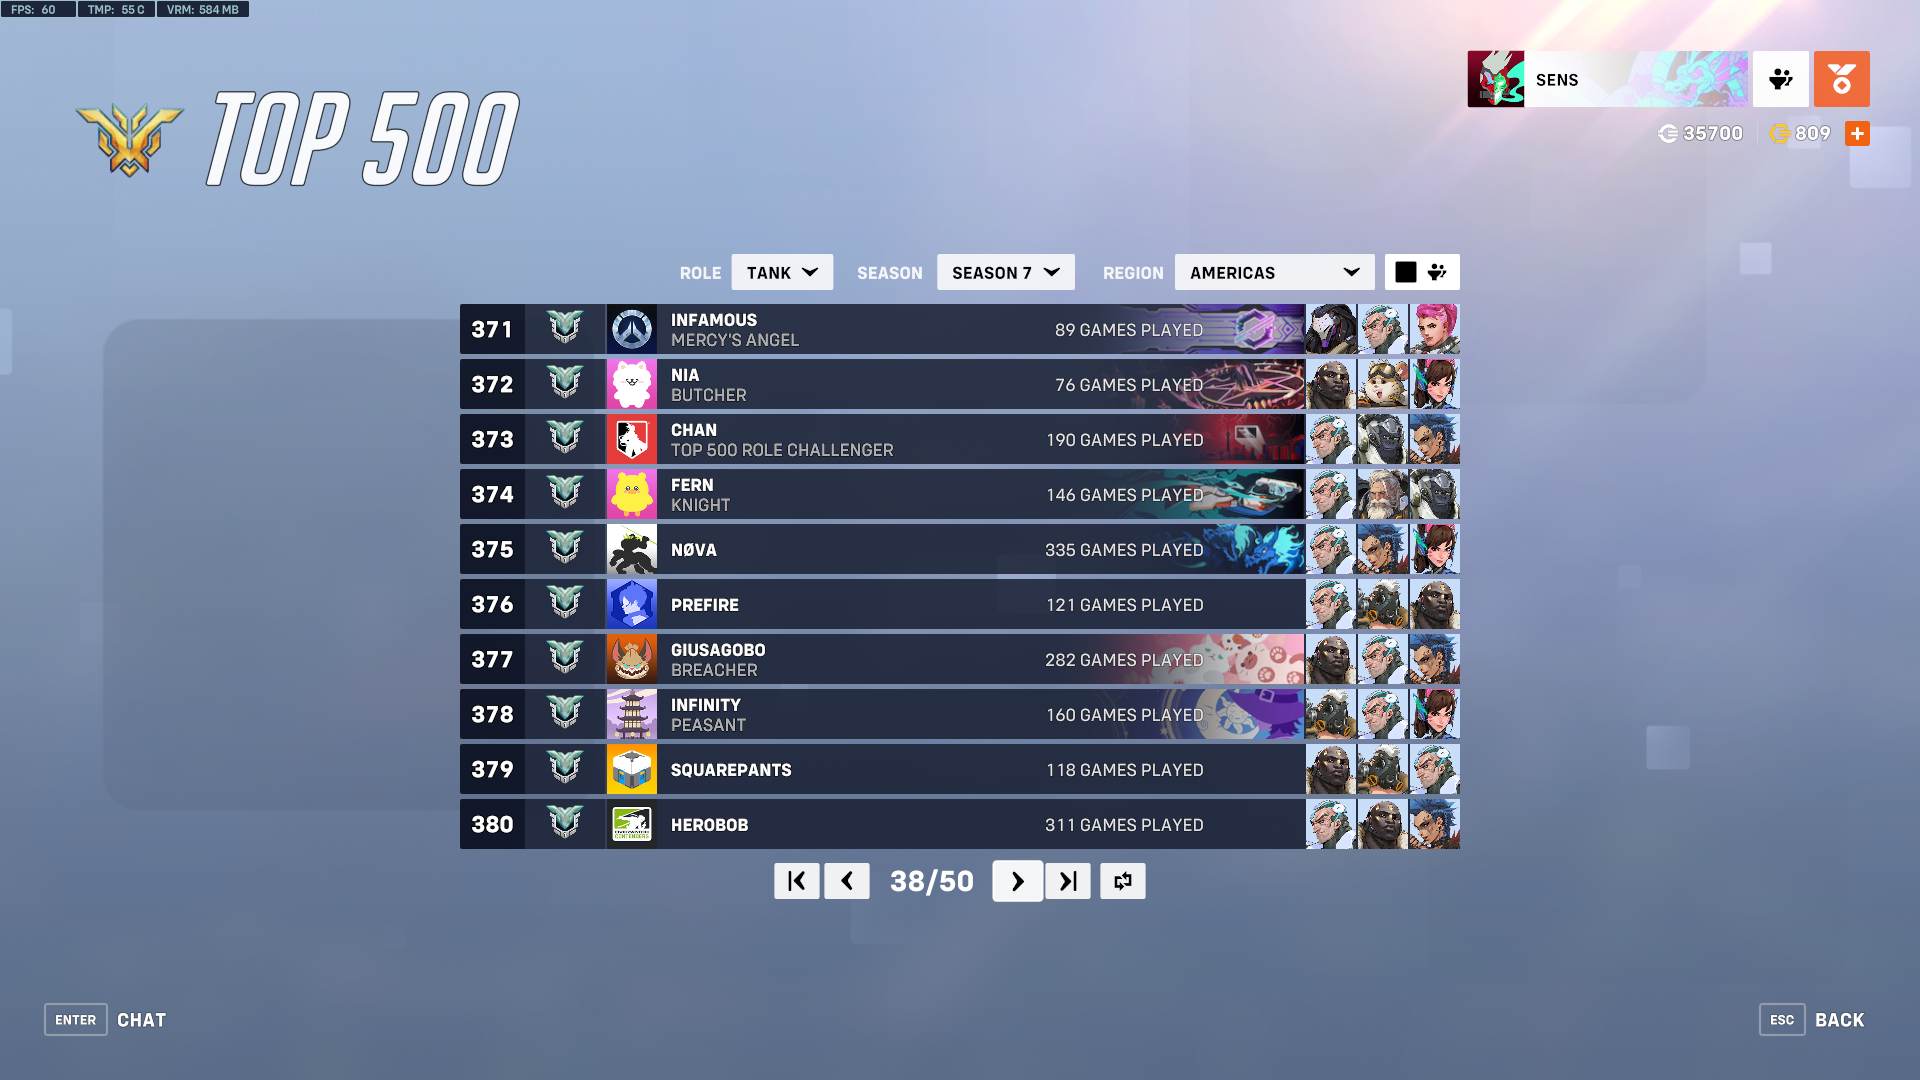 FPS: 60 TMP: 55 C VRM: 584 MB
SENS
TOP 500
35700 809
ROLE TANK SEASON SEASON 7 REGION AMERICAS
371 INFAMOUS
MERCY'S ANGEL
89 GAMES PLAYED
372 NIA
BUTCHER
76 GAMES PLAYED
373 CHAN
TOP 500 ROLE CHALLENGER
190 GAMES PLAYED
374 FERN
KNIGHT
146 GAMES PLAYED
375 NØVA 335 GAMES PLAYED
376 PREFIRE 121 GAMES PLAYED
377 GIUSAGOBO
BREACHER
282 GAMES PLAYED
378 INFINITY
PEASANT
160 GAMES PLAYED
379 SQUAREPANTS 118 GAMES PLAYED
380 HEROBOB 311 GAMES PLAYED
38/50
ENTER CHAT
ESC BACK